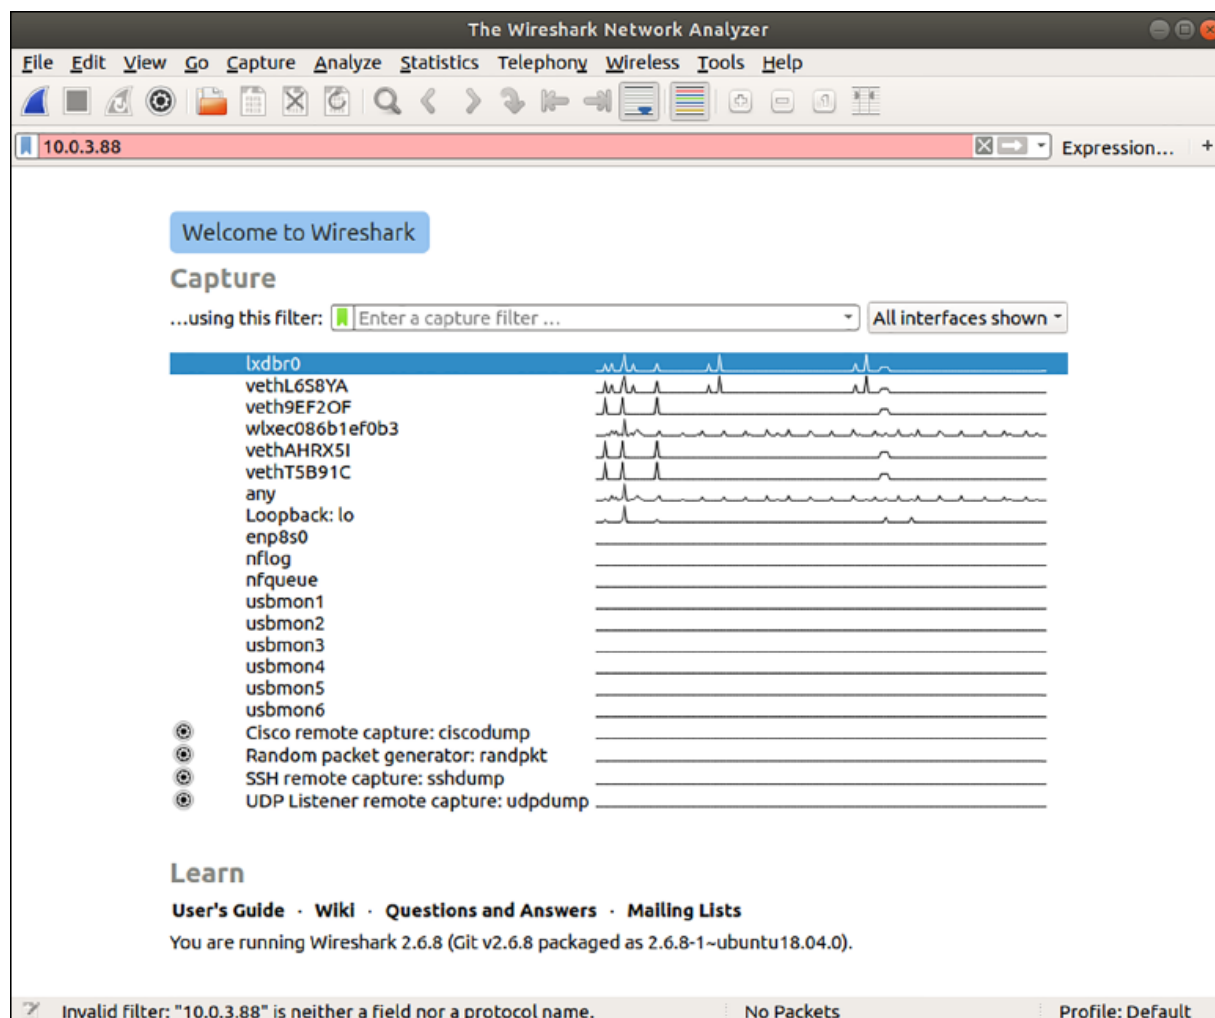 The Wireshark Network Analyzer
File Edit View Go Capture Analyze Statistics Telephony Wireless Tools Help
10.0.3.88 Expression... +
Welcome to Wireshark
Capture
...using this filter: Enter a capture filter ... All interfaces shown
lxdbr0
vethL6S8YA
veth9EF2OF
wlxec086b1ef0b3
vethAHRX5I
vethT5B91C
any
Loopback: lo
enp8s0
nflog
nfqueue
usbmon1
usbmon2
usbmon3
usbmon4
usbmon5
usbmon6
Cisco remote capture: ciscodump
Random packet generator: randpkt
SSH remote capture: sshdump
UDP Listener remote capture: udpdump
Learn
User's Guide · Wiki · Questions and Answers · Mailing Lists
You are running Wireshark 2.6.8 (Git v2.6.8 packaged as 2.6.8-1~ubuntu18.04.0).
Invalid filter: "10.0.3.88" is neither a field nor a protocol name. No Packets Profile: Default